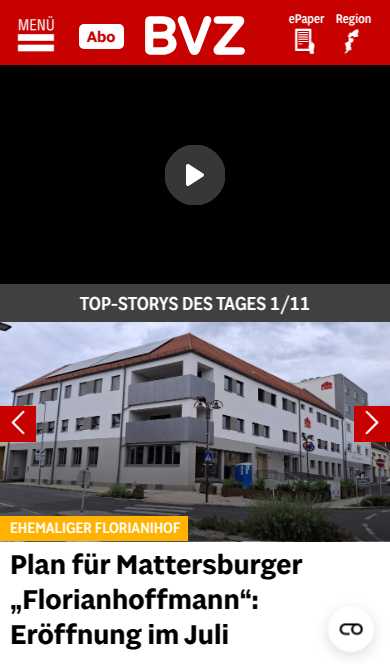 MENÜ
Abo
BVZ
ePaper
Region
TOP-STORYS DES TAGES 1/11
EHEMALIGER FLORIANIHOF
Plan für Mattersburger
„Florianhoffmann“:
Eröffnung im Juli